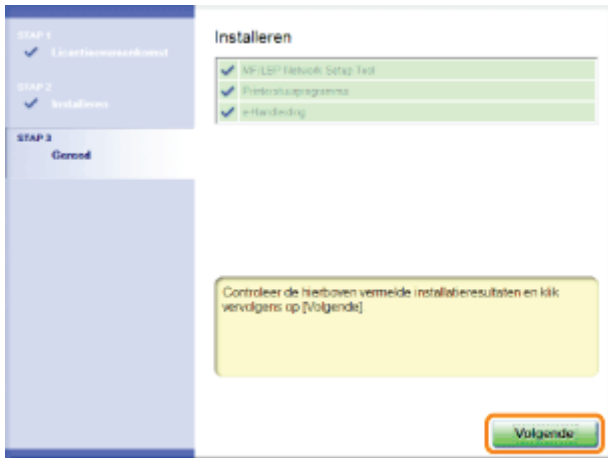 STAP 1
Licentieovereenkomst
STAP 2
Installeren
STAP 3
Gereed
Installeren
MF/LBP Network Setup Tool
Printerstuurprogramma
e-Handleiding
Controleer de hierboven vermelde installatieresultaten en klik
vervolgens op [Volgende]
Volgende